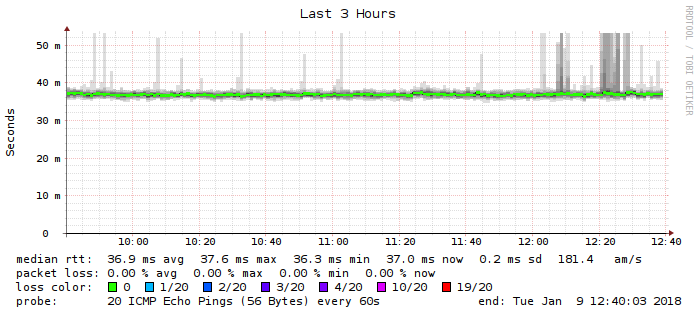 Last 3 Hours
RRDTOOL / TOBI OETIKER
Seconds
50 m
40 m
30 m
20 m
10 m
0
10:00 10:20 10:40 11:00 11:20 11:40 12:00 12:20 12:40
median rtt: 36.9 ms avg 37.6 ms max 36.3 ms min 37.0 ms now 0.2 ms sd 181.4 am/s
packet loss: 0.00 % avg 0.00 % max 0.00 % min 0.00 % now
loss color: 0 1/20 2/20 3/20 4/20 10/20 19/20
probe: 20 ICMP Echo Pings (56 Bytes) every 60s end: Tue Jan 9 12:40:03 2018